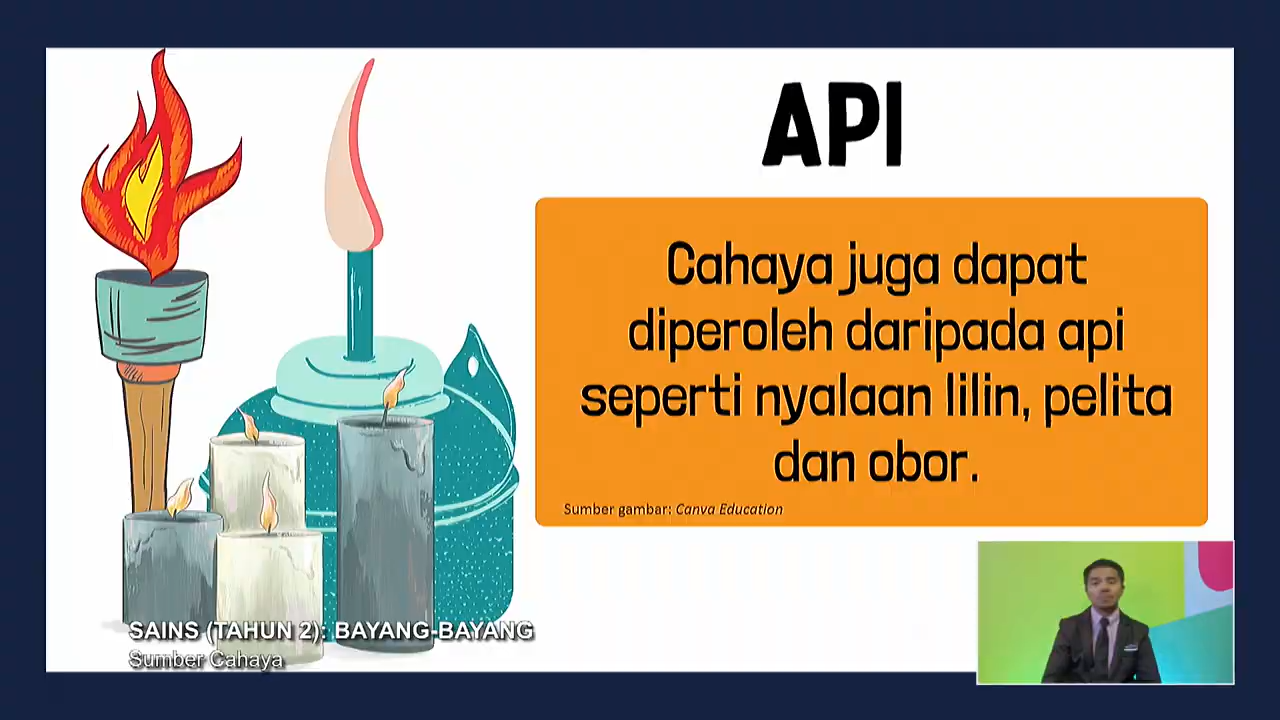 API
Cahaya juga dapat
diperoleh daripada api
seperti nyalaan lilin, pelita
dan obor.
Sumber gambar: Canva Education
SAINS (TAHUN 2): BAYANG-BAYANG
Sumber Cahaya